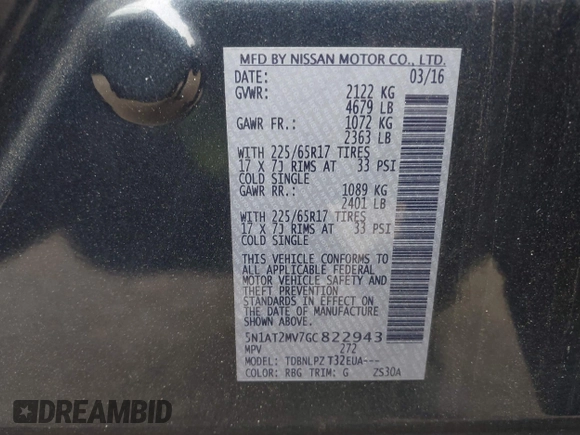 MFD BY NISSAN MOTOR CO., LTD.
DATE: 03/16
GVWR: 2122 KG
4679 LB
GAWR FR.: 1072 KG
2363 LB
WITH 225/65R17 TIRES
17 X 7J RIMS AT 33 PSI
COLD SINGLE
GAWR RR.: 1089 KG
2401 LB
WITH 225/65R17 TIRES
17 X 7J RIMS AT 33 PSI
COLD SINGLE
THIS VEHICLE CONFORMS TO
ALL APPLICABLE FEDERAL
MOTOR VEHICLE SAFETY AND
THEFT PREVENTION
STANDARDS IN EFFECT ON
THE DATE OF MANUFACTURE
SHOWN ABOVE.
5N1AT2MV7GC822943
MPV 272
MODEL: TDBNLPZ T32EUA---
COLOR: RBG TRIM: G ZS30A
DREAMBID